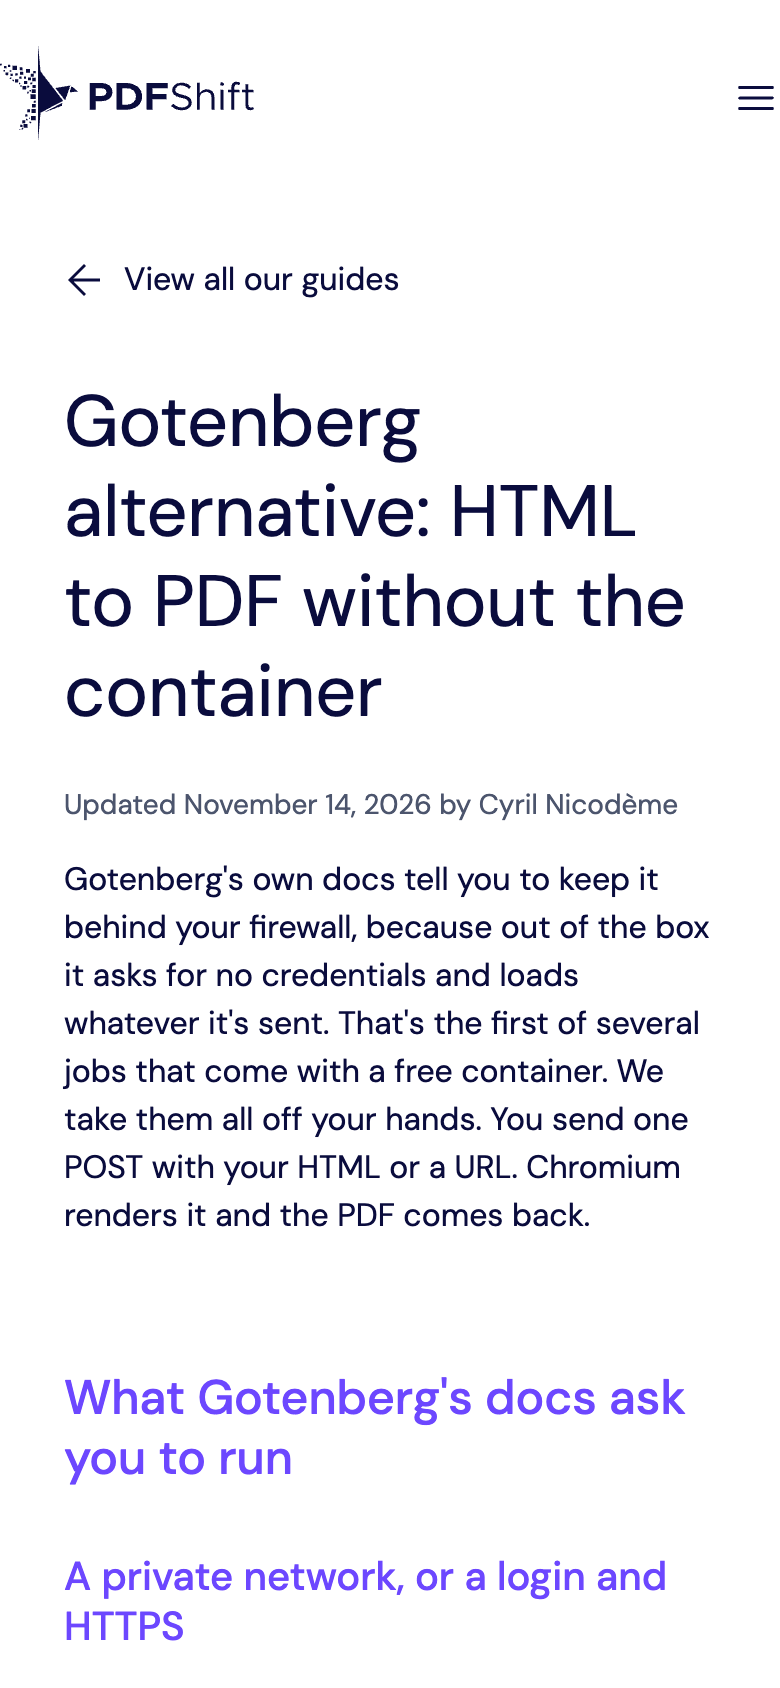 PDFShift
View all our guides
Gotenberg
alternative: HTML
to PDF without the
container
Updated November 14, 2026 by Cyril Nicodème
Gotenberg's own docs tell you to keep it
behind your firewall, because out of the box
it asks for no credentials and loads
whatever it's sent. That's the first of several
jobs that come with a free container. We
take them all off your hands. You send one
POST with your HTML or a URL. Chromium
renders it and the PDF comes back.
What Gotenberg's docs ask
you to run
A private network, or a login and
HTTPS